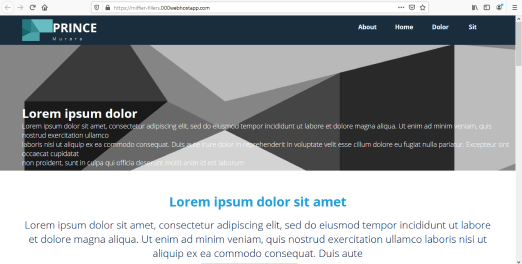 https://miffier-fillers.000webhostapp.com
PRINCE
Murara
About Home Dolor Sit
Lorem ipsum dolor
Lorem ipsum dolor sit amet, consectetur adipiscing elit, sed do eiusmod tempor incididunt ut labore et dolore magna aliqua. Ut enim ad minim veniam, quis
nostrud exercitation ullamco
laboris nisi ut aliquip ex ea commodo consequat. Duis aute irure dolor in reprehenderit in voluptate velit esse cillum dolore eu fugiat nulla pariatur. Excepteur sint
occaecat cupidatat
non proident, sunt in culpa qui officia deserunt mollit anim id est laborum.
Lorem ipsum dolor sit amet
Lorem ipsum dolor sit amet, consectetur adipiscing elit, sed do eiusmod tempor incididunt ut labore et
dolore magna aliqua. Ut enim ad minim veniam, quis nostrud exercitation ullamco laboris nisi ut
aliquip ex ea commodo consequat. Duis aute